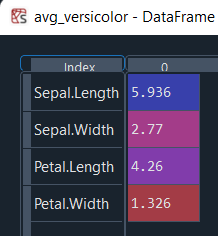 avg_versicolor - DataFrame
Index 0
Sepal.Length 5.936
Sepal.Width 2.77
Petal.Length 4.26
Petal.Width 1.326